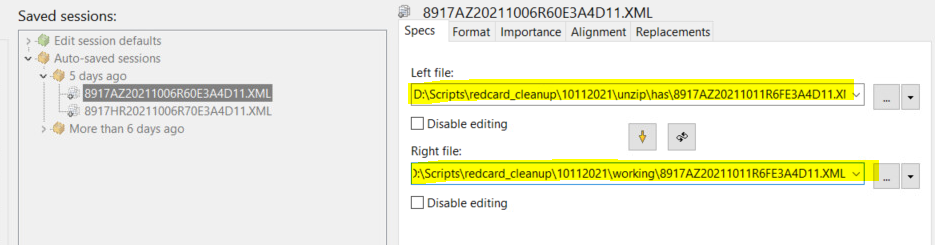 Saved sessions:
Edit session defaults
Auto-saved sessions
5 days ago
8917AZ20211006R60E3A4D11.XML
8917HR20211006R70E3A4D11.XML
More than 6 days ago
8917AZ20211006R60E3A4D11.XML
Specs Format Importance Alignment Replacements
Left file:
D:\Scripts\redcard_cleanup\10112021\unzip\has\8917AZ20211011R6FE3A4D11.XI
...
Disable editing
Right file:
D:\Scripts\redcard_cleanup\10112021\working\8917AZ20211011R6FE3A4D11.XML
...
Disable editing